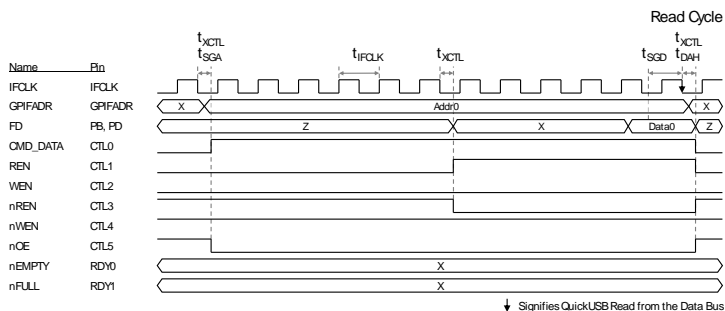 Read Cycle
tXCTL tSGA tIFCLK tXCTL tSGD tXCTL tDAH
Name Pin
IFCLK IFCLK
GPIFADR GPIFADR X Addr0 X
FD PB, PD Z X Data0 Z
CMD_DATA CTL0
REN CTL1
WEN CTL2
nREN CTL3
nWEN CTL4
nOE CTL5
nEMPTY RDY0 X
nFULL RDY1 X
Signifies QuickUSB Read from the Data Bus